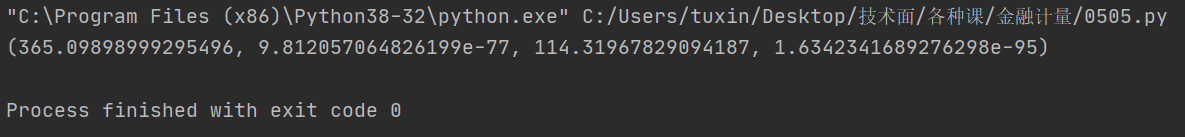 "C:\Program Files (x86)\Python38-32\python.exe" C:/Users/tuxin/Desktop/技术面/各种课/金融计量/0505.py
(365.09898999295496, 9.812057064826199e-77, 114.31967829094187, 1.6342341689276298e-95)
Process finished with exit code 0